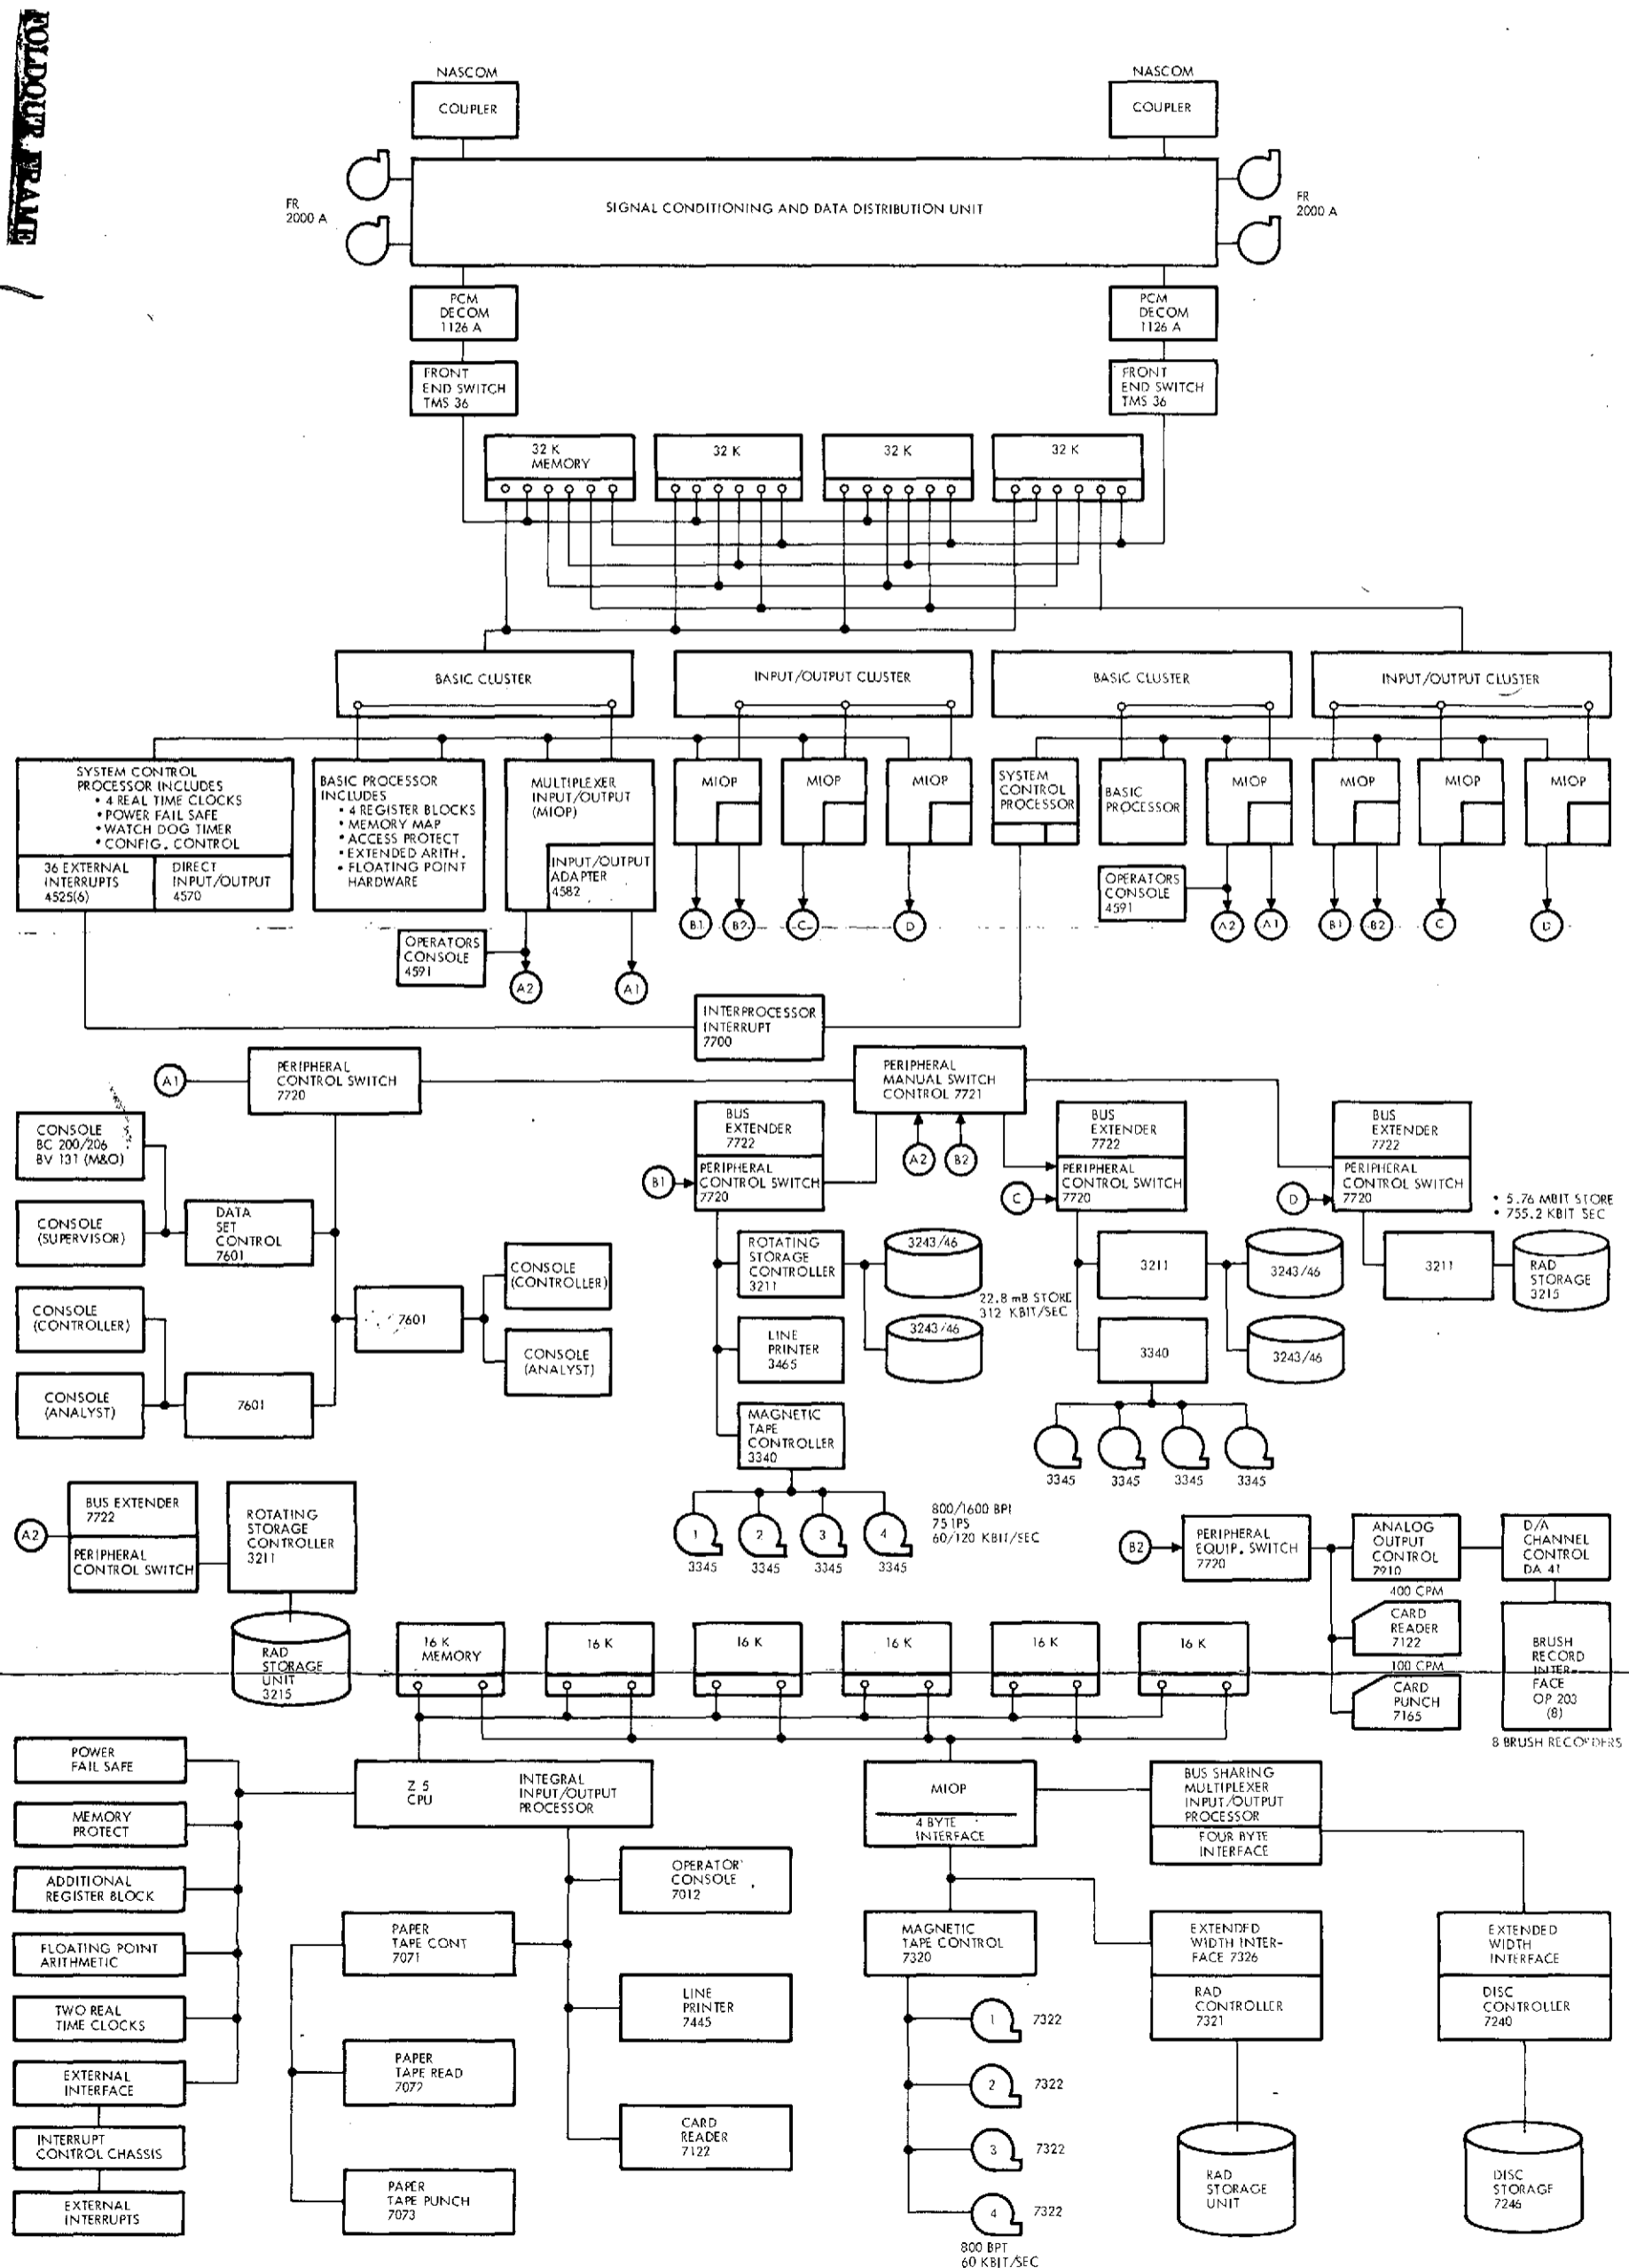 FOLDOUT FRAME
NASCOM
NASCOM
COUPLER
COUPLER
FR
2000 A
SIGNAL CONDITIONING AND DATA DISTRIBUTION UNIT
FR
2000 A
PCM
DECOM
1126 A
PCM
DECOM
1126 A
FRONT
END SWITCH
TMS 36
FRONT
END SWITCH
TMS 36
32 K
MEMORY
32 K
32 K
32 K
BASIC CLUSTER
INPUT/OUTPUT CLUSTER
BASIC CLUSTER
INPUT/OUTPUT CLUSTER
SYSTEM CONTROL
PROCESSOR INCLUDES
• 4 REAL TIME CLOCKS
• POWER FAIL SAFE
• WATCH DOG TIMER
• CONFIG. CONTROL
36 EXTERNAL
INTERRUPTS
4525(6)
DIRECT
INPUT/OUTPUT
4570
BASIC PROCESSOR
INCLUDES
• 4 REGISTER BLOCKS
• MEMORY MAP
• ACCESS PROTECT
• EXTENDED ARITH.
• FLOATING POINT
HARDWARE
MULTIPLEXER
INPUT/OUTPUT
(MIOP)
INPUT/OUTPUT
ADAPTER
4582
MIOP
MIOP
MIOP
SYSTEM
CONTROL
PROCESSOR
BASIC
PROCESSOR
MIOP
MIOP
MIOP
MIOP
OPERATORS
CONSOLE
4591
OPERATORS
CONSOLE
4591
B1
B2
C
D
A2
A1
B1
B2
C
D
A2
A1
INTERPROCESSOR
INTERRUPT
7700
A1
PERIPHERAL
CONTROL SWITCH
7720
PERIPHERAL
MANUAL SWITCH
CONTROL 7721
CONSOLE
BC 200/206
BV 131 (M&O)
CONSOLE
(SUPERVISOR)
DATA
SET
CONTROL
7601
CONSOLE
(CONTROLLER)
CONSOLE
(ANALYST)
7601
7601
CONSOLE
(CONTROLLER)
CONSOLE
(ANALYST)
BUS
EXTENDER
7722
B1
PERIPHERAL
CONTROL SWITCH
7720
A2
B2
BUS
EXTENDER
7722
C
PERIPHERAL
CONTROL SWITCH
7720
BUS
EXTENDER
7722
D
PERIPHERAL
CONTROL SWITCH
7720
• 5.76 MBIT STORE
• 755.2 KBIT SEC
ROTATING
STORAGE
CONTROLLER
3211
3243/46
3243/46
22.8 mB STORE
312 KBIT/SEC
3211
3243/46
3243/46
3211
RAD
STORAGE
3215
LINE
PRINTER
3465
3340
MAGNETIC
TAPE
CONTROLLER
3340
3345
3345
3345
3345
1
2
3
4
3345
3345
3345
3345
800/1600 BPI
75 IPS
60/120 KBIT/SEC
A2
BUS EXTENDER
7722
PERIPHERAL
CONTROL SWITCH
ROTATING
STORAGE
CONTROLLER
3211
RAD
STORAGE
UNIT
3215
B2
PERIPHERAL
EQUIP. SWITCH
7720
ANALOG
OUTPUT
CONTROL
7910
D/A
CHANNEL
CONTROL
DA 41
400 CPM
CARD
READER
7122
100 CPM
CARD
PUNCH
7165
BRUSH
RECORD
INTER-
FACE
OP 203
(8)
8 BRUSH RECORDERS
16 K
MEMORY
16 K
16 K
16 K
16 K
16 K
POWER
FAIL SAFE
MEMORY
PROTECT
ADDITIONAL
REGISTER BLOCK
FLOATING POINT
ARITHMETIC
TWO REAL
TIME CLOCKS
EXTERNAL
INTERFACE
INTERRUPT
CONTROL CHASSIS
EXTERNAL
INTERRUPTS
Z 5
CPU
INTEGRAL
INPUT/OUTPUT
PROCESSOR
OPERATOR
CONSOLE
7012
PAPER
TAPE CONT
7071
LINE
PRINTER
7445
PAPER
TAPE READ
7072
CARD
READER
7122
PAPER
TAPE PUNCH
7073
MIOP
4 BYTE
INTERFACE
BUS SHARING
MULTIPLEXER
INPUT/OUTPUT
PROCESSOR
FOUR BYTE
INTERFACE
MAGNETIC
TAPE CONTROL
7320
EXTENDED
WIDTH INTER-
FACE 7326
RAD
CONTROLLER
7321
EXTENDED
WIDTH
INTERFACE
DISC
CONTROLLER
7240
1
7322
2
7322
3
7322
4
7322
800 BPT
60 KBIT/SEC
RAD
STORAGE
UNIT
DISC
STORAGE
7246